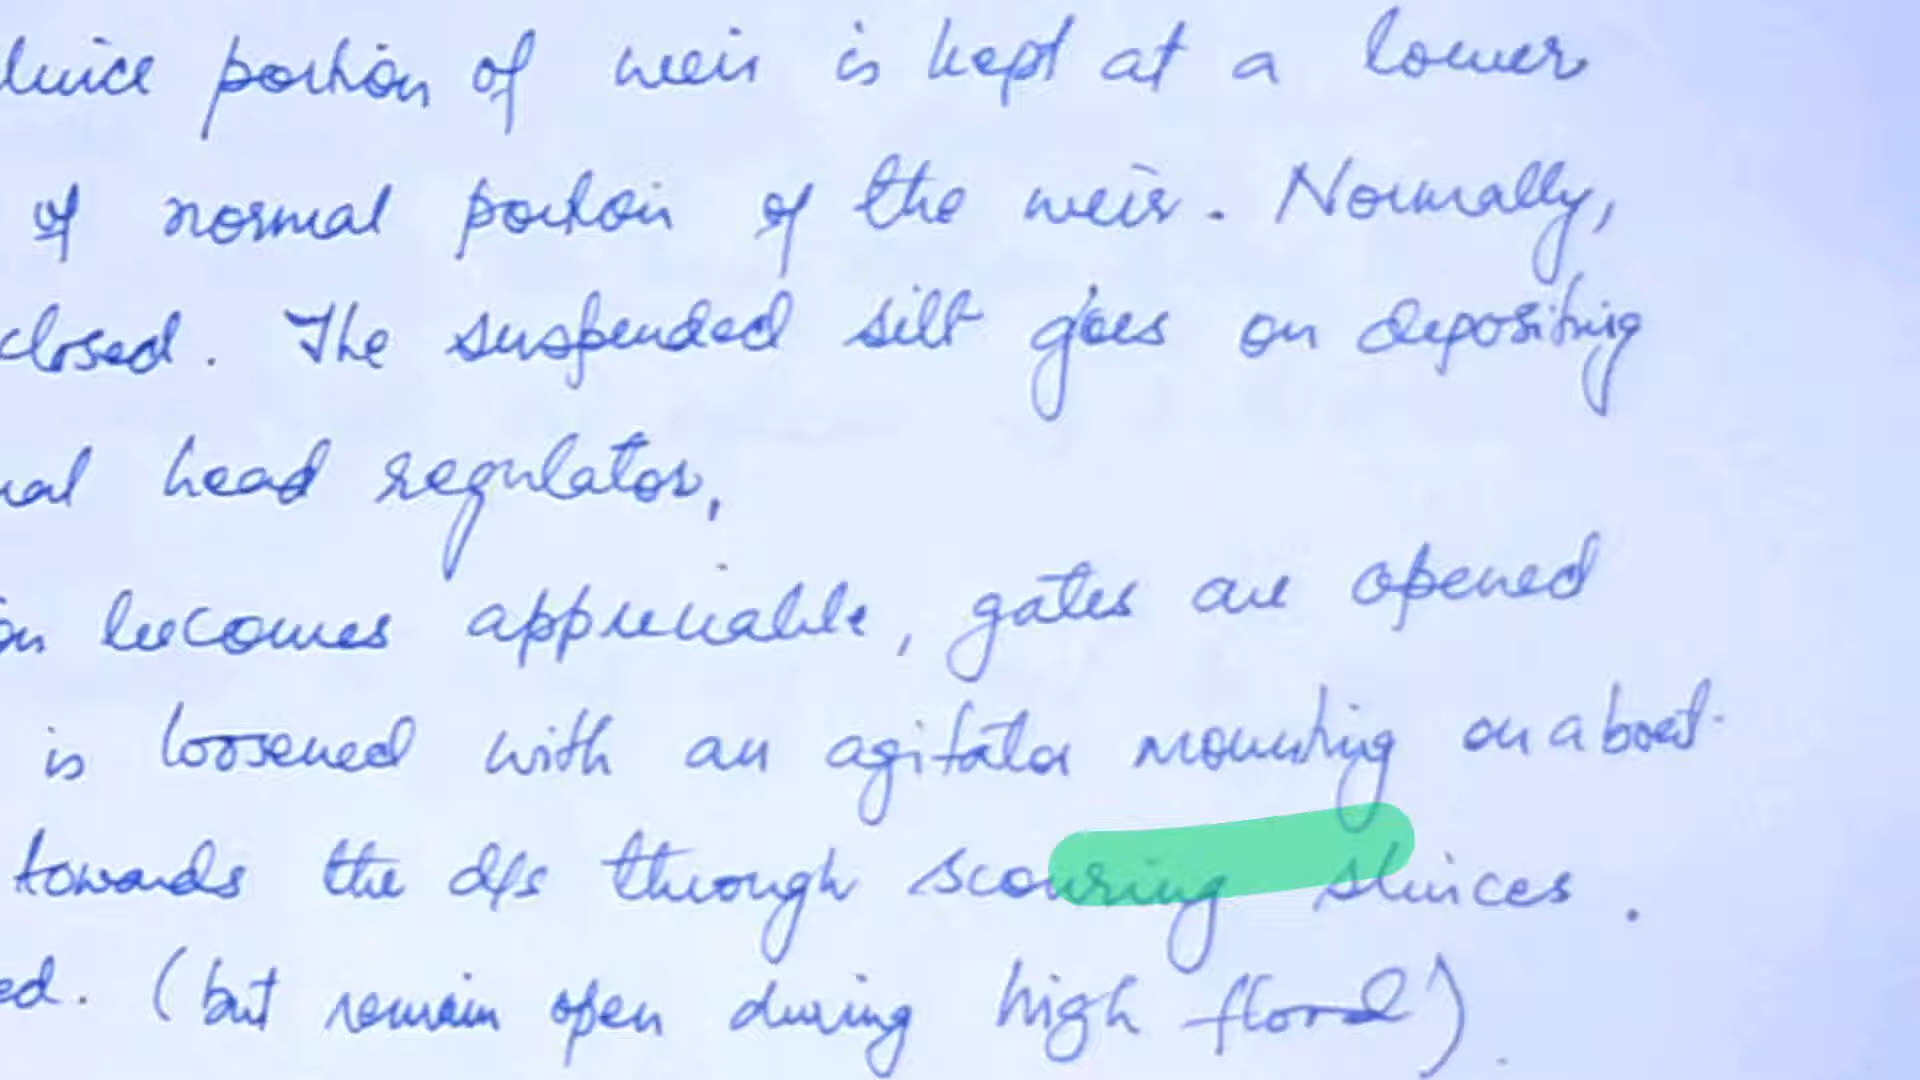 luice portion of weir is kept at a lower
of normal portion of the weir. Normally,
closed. The suspended silt goes on depositing
nal head regulator,
on becomes appreciable, gates are opened
is loosened with an agitator mounting on a boat.
towards the d/s through scouring sluices.
ed. (but remain open during high flood)